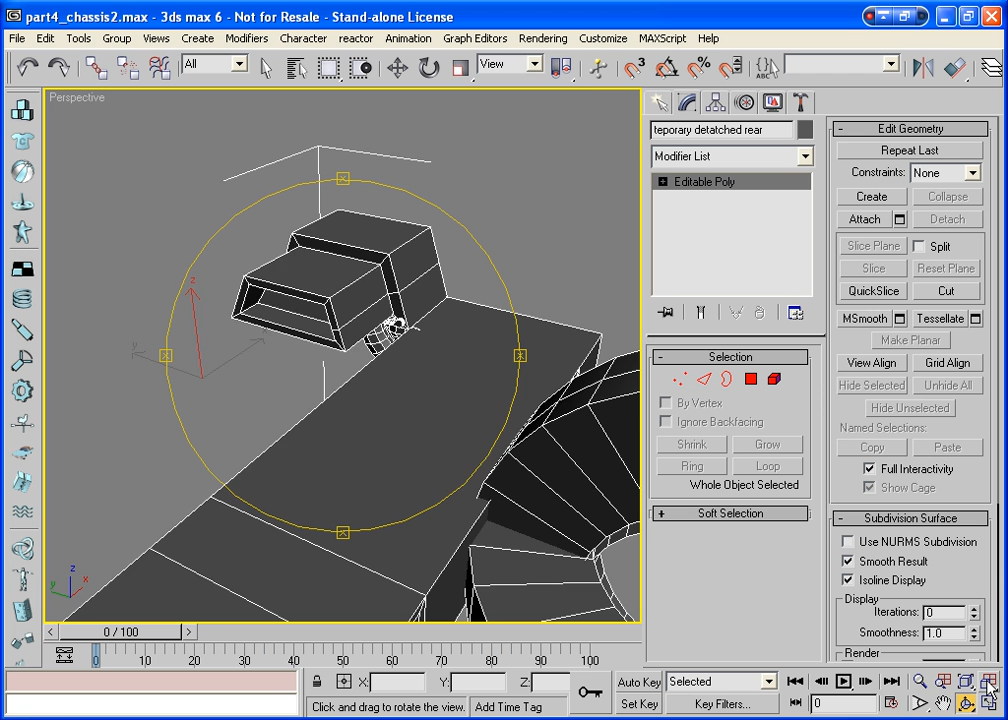 part4_chassis2.max - 3ds max 6 - Not for Resale - Stand-alone License
File Edit Tools Group Views Create Modifiers Character reactor Animation Graph Editors Rendering Customize MAXScript Help
All View 3 % ABC
Perspective
z
y
z
y x
teporary detatched rear
Modifier List
Editable Poly
Selection
By Vertex
Ignore Backfacing
Shrink Grow
Ring Loop
Whole Object Selected
Soft Selection
Edit Geometry
Repeat Last
Constraints: None
Create Collapse
Attach Detach
Slice Plane Split
Slice Reset Plane
QuickSlice Cut
MSmooth Tessellate
Make Planar
View Align Grid Align
Hide Selected Unhide All
Hide Unselected
Named Selections:
Copy Paste
Full Interactivity
Show Cage
Subdivision Surface
Use NURMS Subdivision
Smooth Result
Isoline Display
Display
Iterations: 0
Smoothness: 1.0
Render
0 / 100
0 10 20 30 40 50 60 70 80 90 100
X: Y: Z:
Auto Key Selected
Click and drag to rotate the view. Add Time Tag
Set Key Key Filters... 0